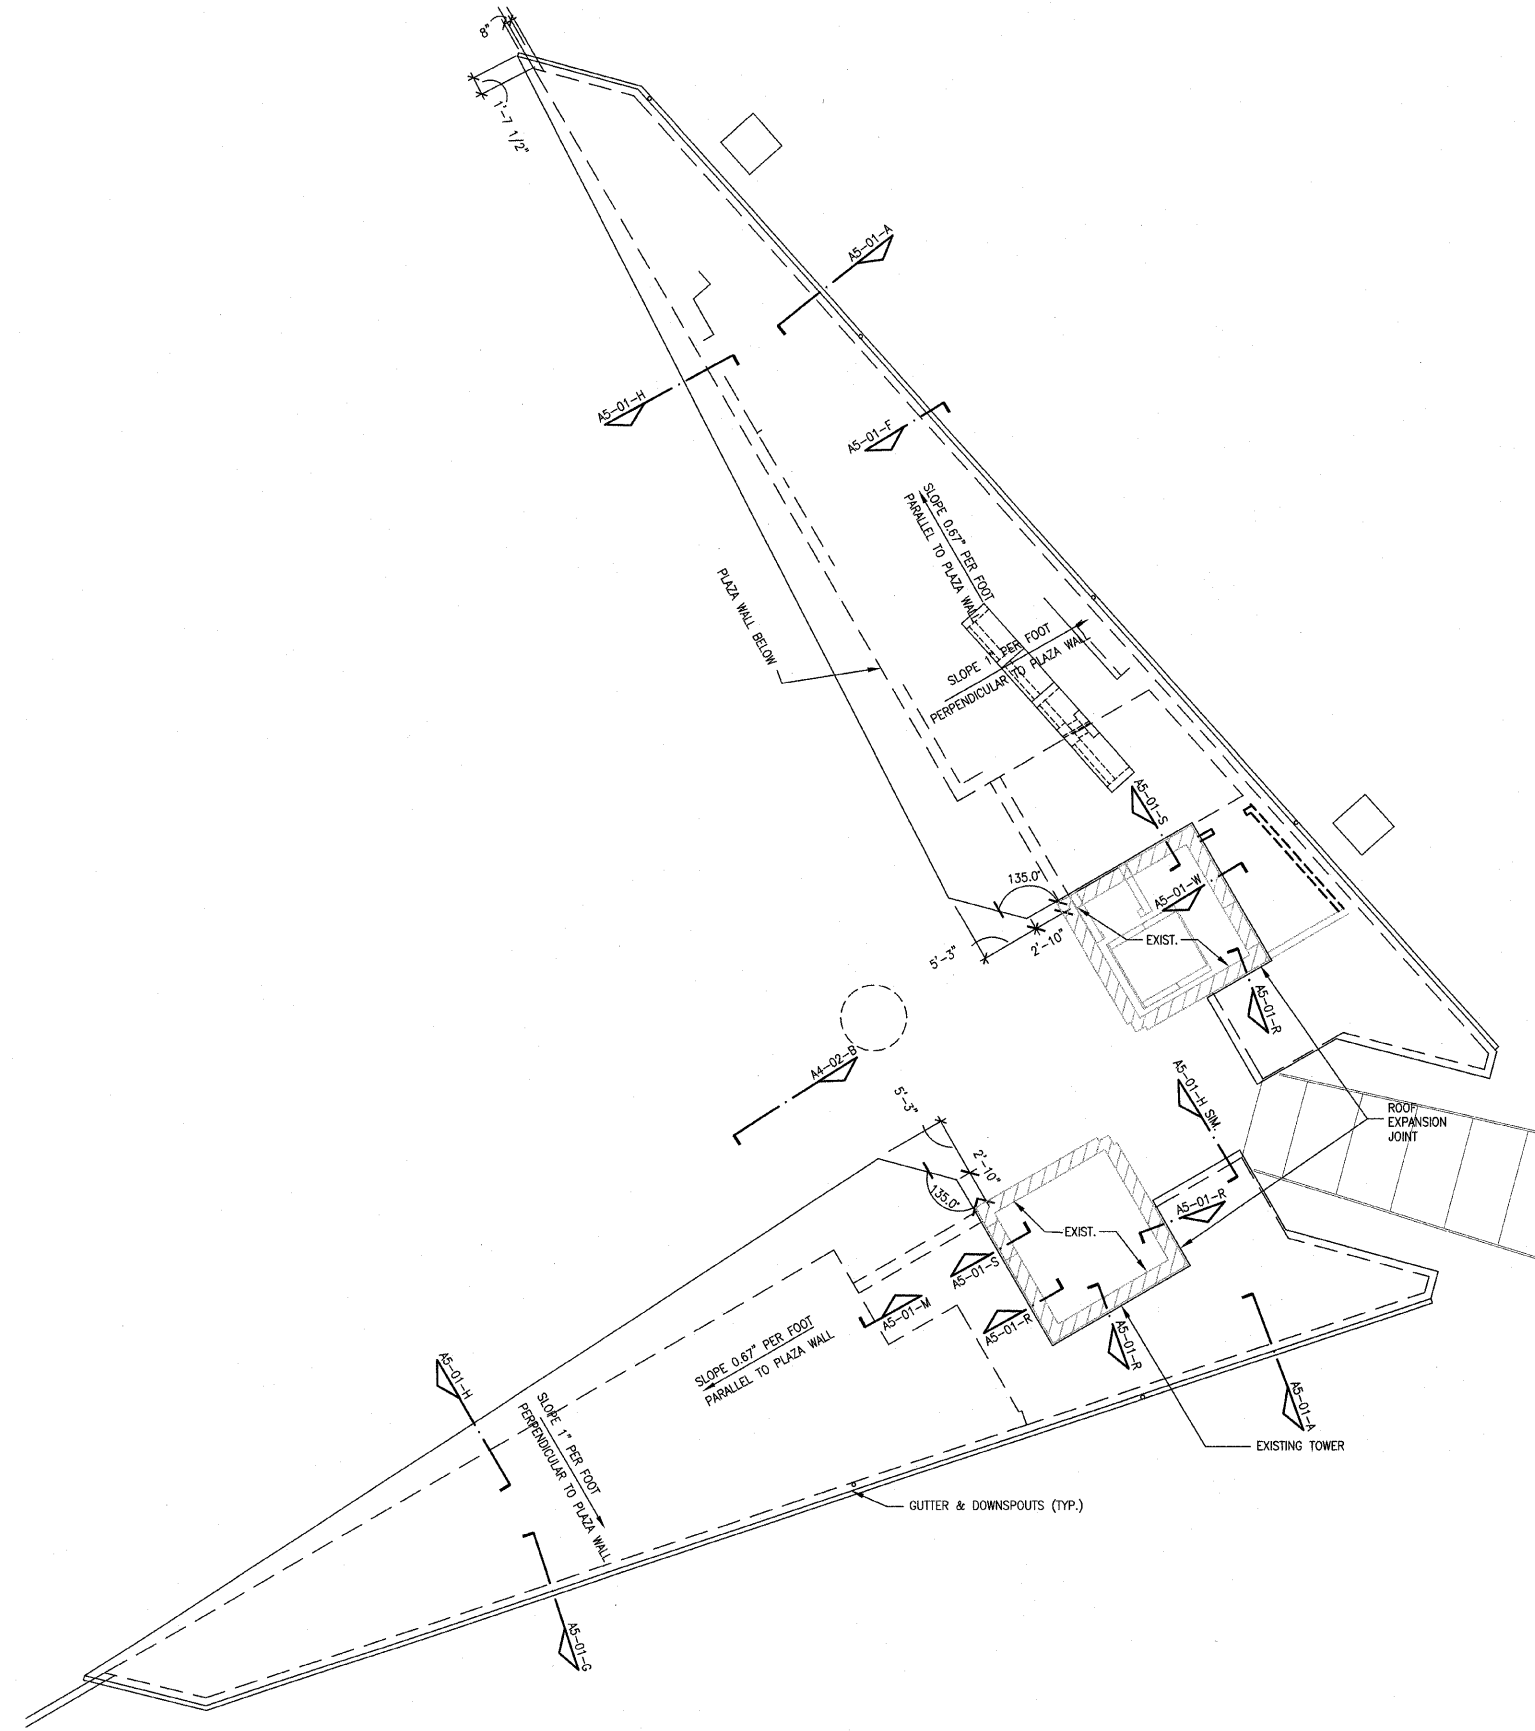 8"
1'-7 1/2"
A5-01-A
A5-01-H
A5-01-F
SLOPE 0.67" PER FOOT
PARALLEL TO PLAZA WALL
PLAZA WALL BELOW
SLOPE 1" PER FOOT
PERPENDICULAR TO PLAZA WALL
A5-01-S
135.0°
A5-01-W
5'-3"
2'-10"
EXIST.
A5-01-R
A4-02-B
5'-3"
A5-01-H SIM.
ROOF
EXPANSION
JOINT
2'-10"
135.0°
A5-01-R
EXIST.
A5-01-S
A5-01-M
A5-01-R
A5-01-R
SLOPE 0.67" PER FOOT
PARALLEL TO PLAZA WALL
A5-01-H
A5-01-A
SLOPE 1" PER FOOT
PERPENDICULAR TO PLAZA WALL
EXISTING TOWER
GUTTER & DOWNSPOUTS (TYP.)
A5-01-G